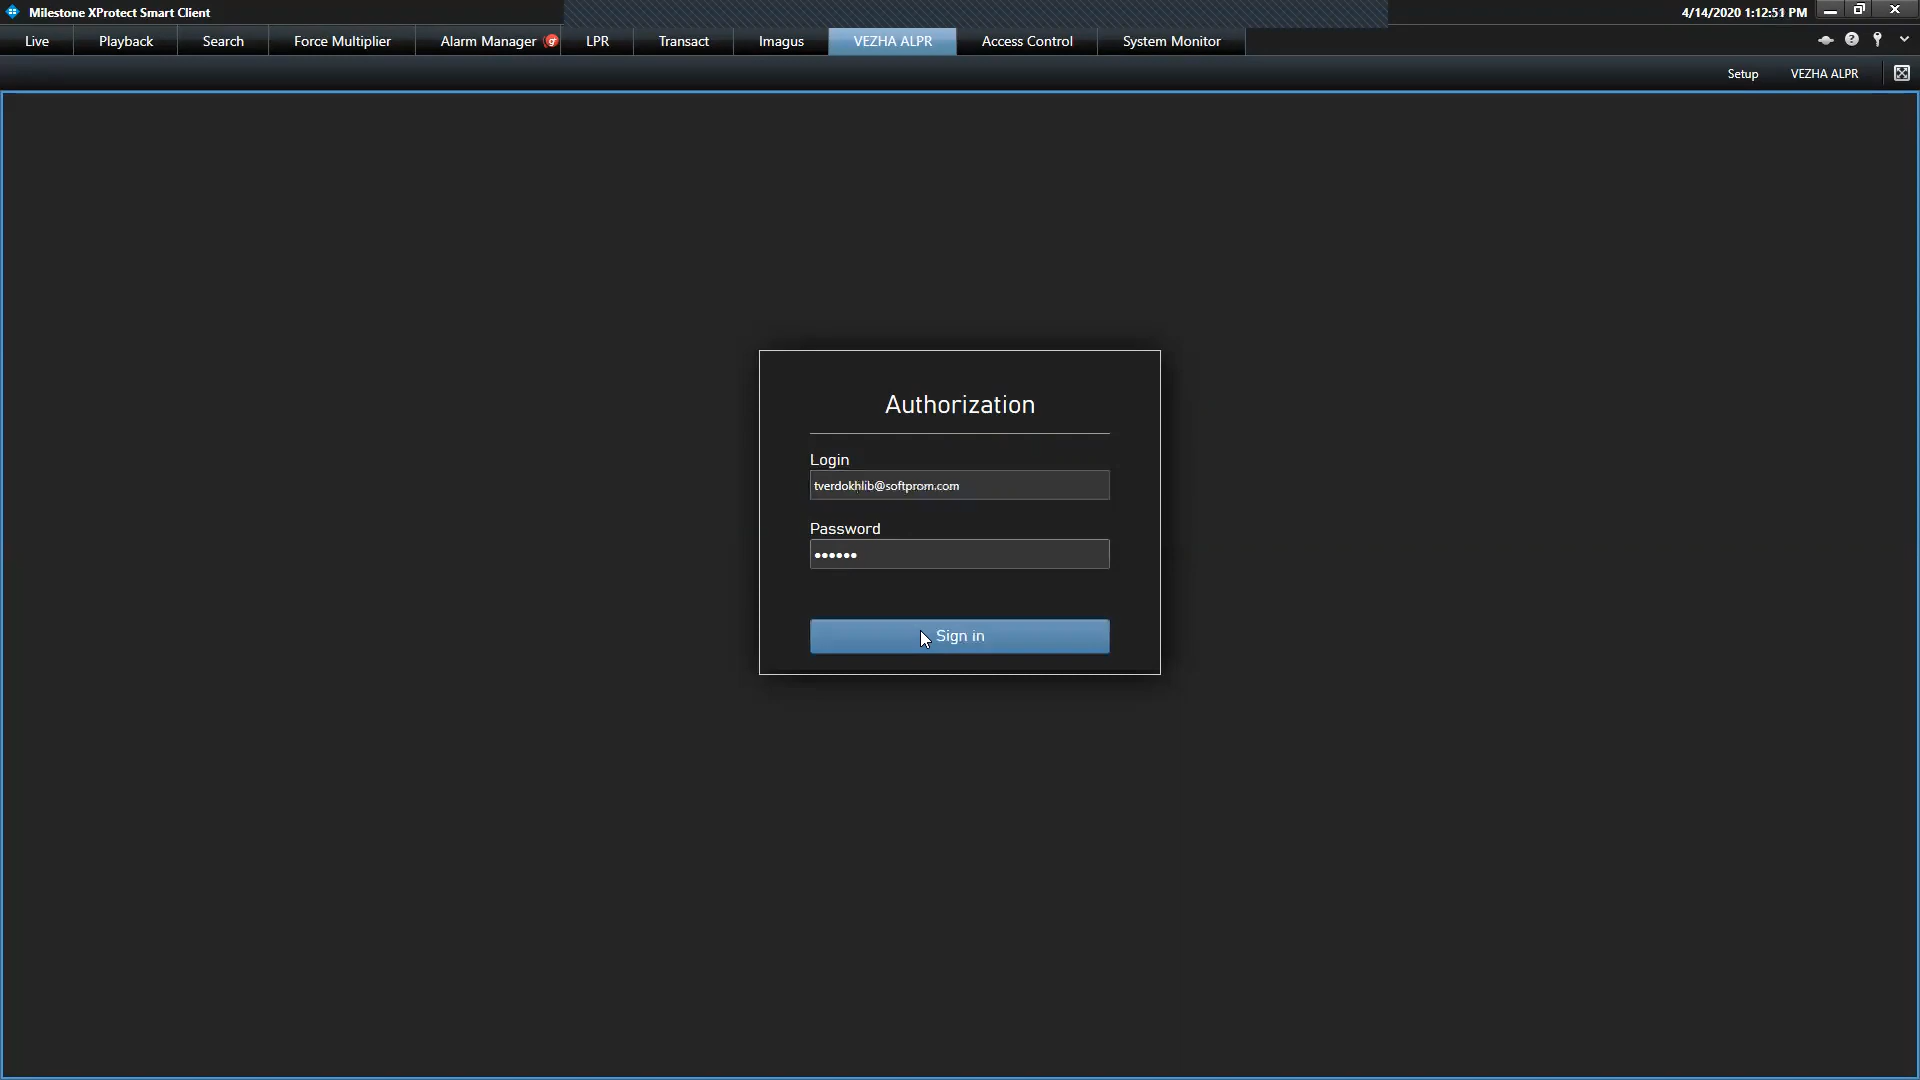 Milestone XProtect Smart Client
4/14/2020 1:12:51 PM
Live Playback Search Force Multiplier Alarm Manager LPR Transact Imagus VEZHA ALPR Access Control System Monitor
Setup VEZHA ALPR
Authorization
Login
tverdokhlib@softprom.com
Password
••••••
Sign in